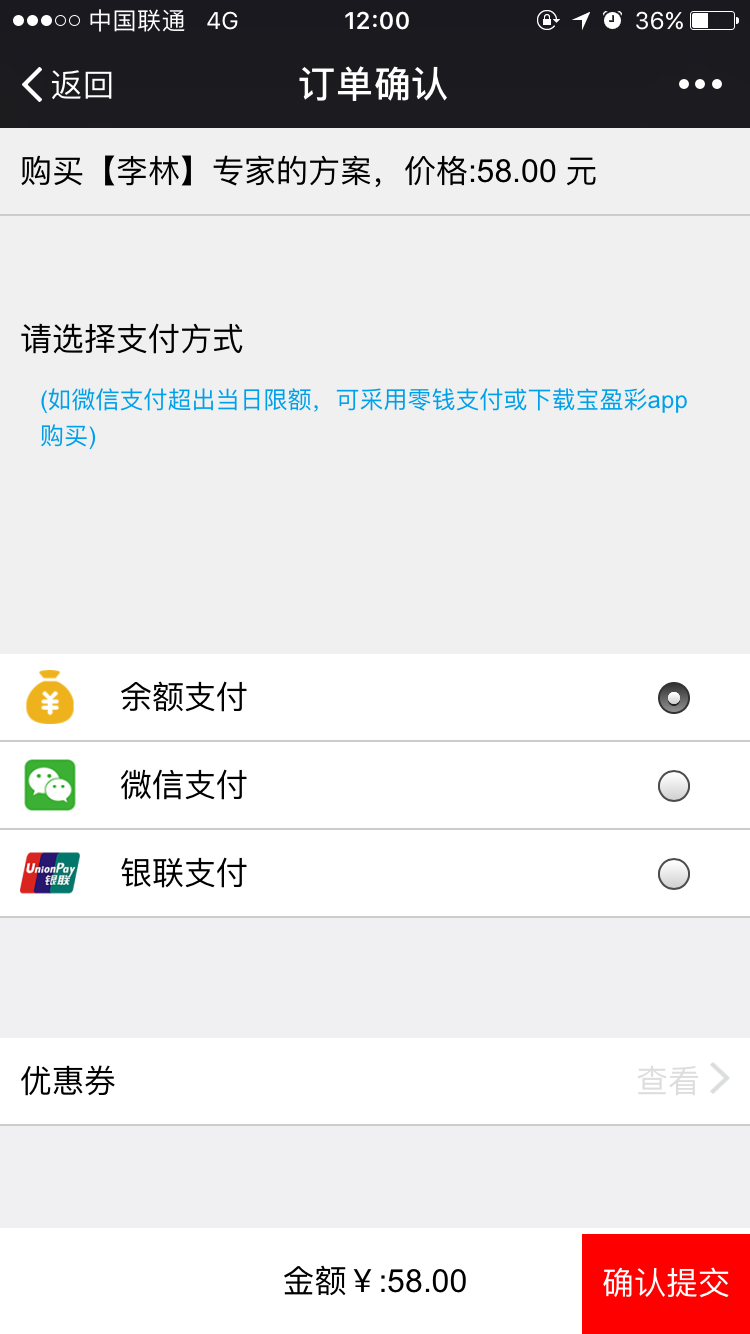 中国联通 4G 12:00 36%
返回 订单确认
购买【李林】专家的方案，价格:58.00 元
请选择支付方式
(如微信支付超出当日限额，可采用零钱支付或下载宝盈彩app
购买)
¥ 余额支付
微信支付
UnionPay
银联 银联支付
优惠券 查看
金额￥:58.00 确认提交